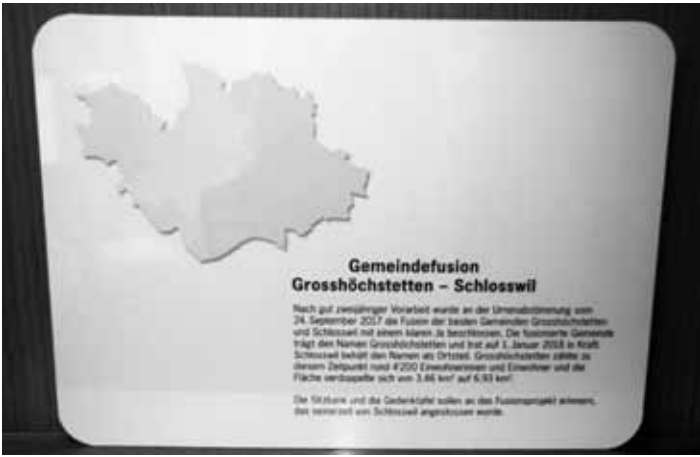 Gemeindefusion
Grosshöchstetten – Schlosswil
Nach gut zweijähriger Vorarbeit wurde an der Urnenabstimmung vom
24. September 2017 die Fusion der beiden Gemeinden Grosshöchstetten
und Schlosswil mit einem klaren Ja beschlossen. Die fusionierte Gemeinde
trägt den Namen Grosshöchstetten und trat auf 1. Januar 2018 in Kraft.
Schlosswil behält den Namen als Ortsteil. Grosshöchstetten zählte zu
diesem Zeitpunkt rund 4'200 Einwohnerinnen und Einwohner und die
Fläche verdoppelte sich von 3.46 km² auf 6.93 km².
Die Sitzbank und die Gedenktafel sollen an das Fusionsprojekt erinnern,
das seinerzeit von Schlosswil angestossen wurde.